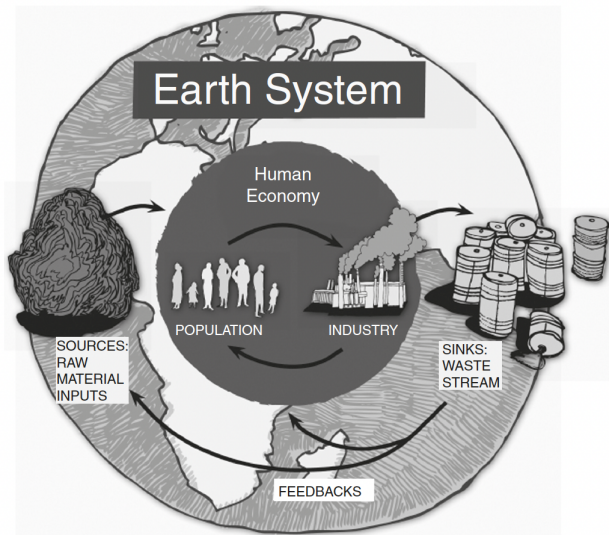 Earth System
Human
Economy
POPULATION
INDUSTRY
SOURCES:
RAW
MATERIAL
INPUTS
SINKS:
WASTE
STREAM
FEEDBACKS